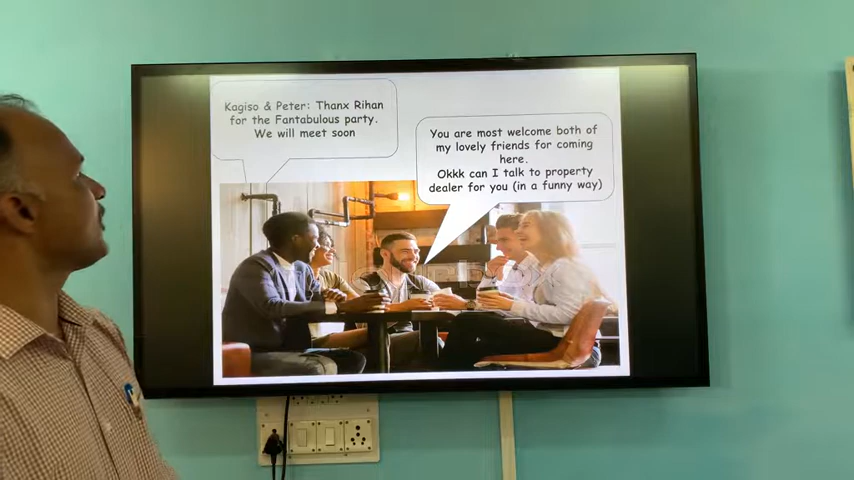 Kagiso & Peter: Thanx Rihan
for the Fantabulous party.
We will meet soon
You are most welcome both of
my lovely friends for coming
here.
Okkk can I talk to property
dealer for you (in a funny way)